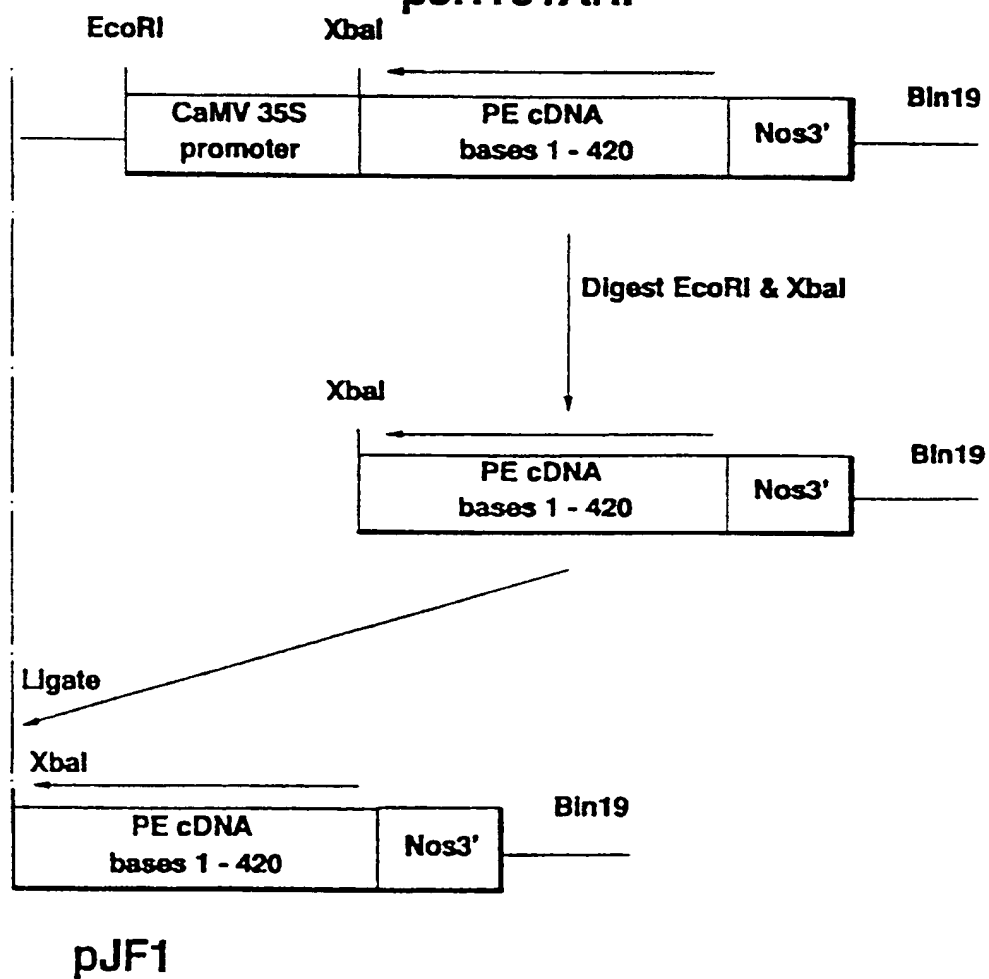 EcoRI XbaI
CaMV 35S
promoter
PE cDNA
bases 1 - 420
Nos3'
Bin19
Digest EcoRI & XbaI
XbaI
PE cDNA
bases 1 - 420
Nos3'
Bin19
Ligate
XbaI
PE cDNA
bases 1 - 420
Nos3'
Bin19
pJF1